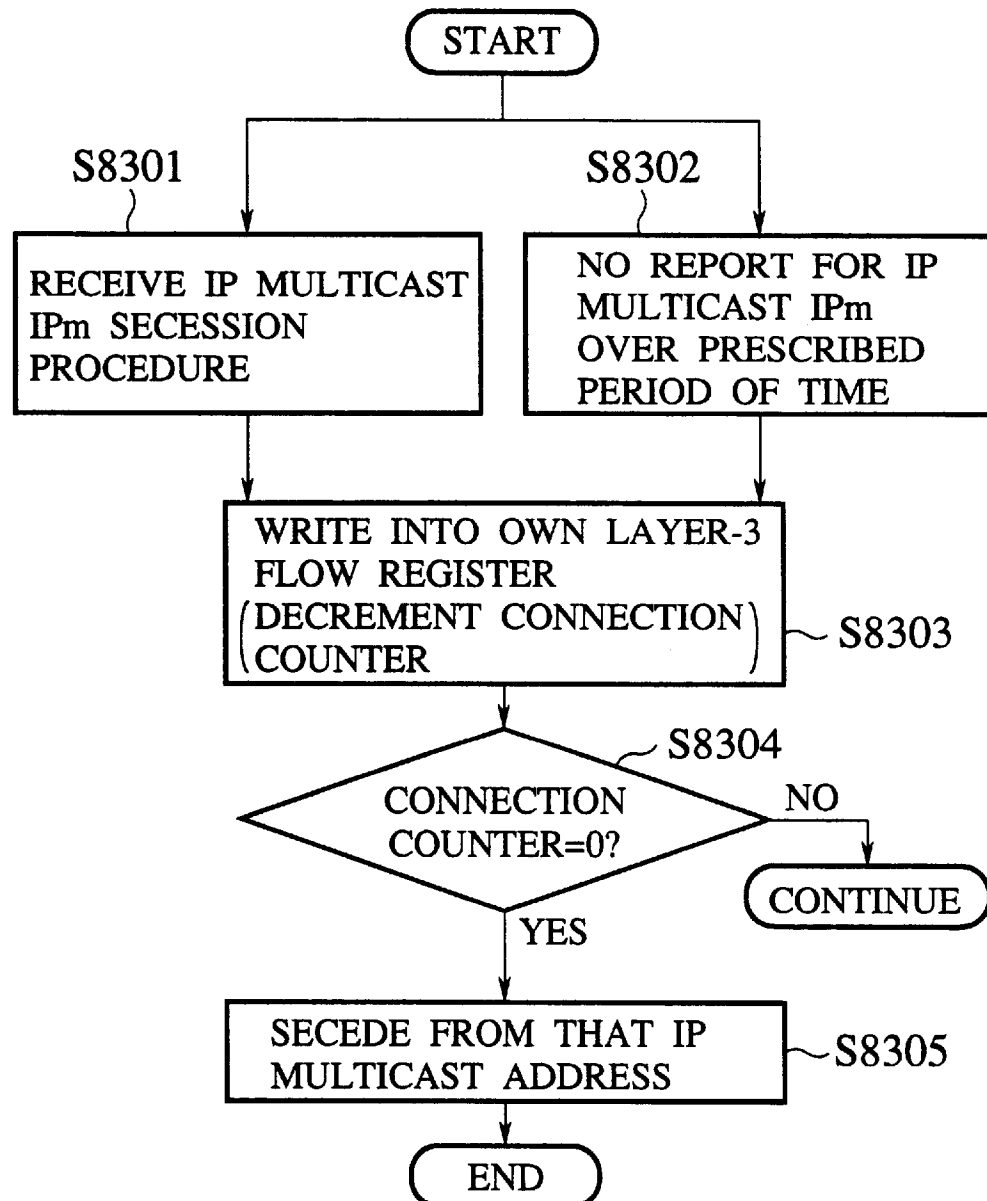 START
S8301
RECEIVE IP MULTICAST
IPm SECESSION
PROCEDURE
S8302
NO REPORT FOR IP
MULTICAST IPm
OVER PRESCRIBED
PERIOD OF TIME
WRITE INTO OWN LAYER-3
FLOW REGISTER
(DECREMENT CONNECTION
COUNTER)
S8303
S8304
CONNECTION
COUNTER=0?
NO
CONTINUE
YES
SECEDE FROM THAT IP
MULTICAST ADDRESS
S8305
END